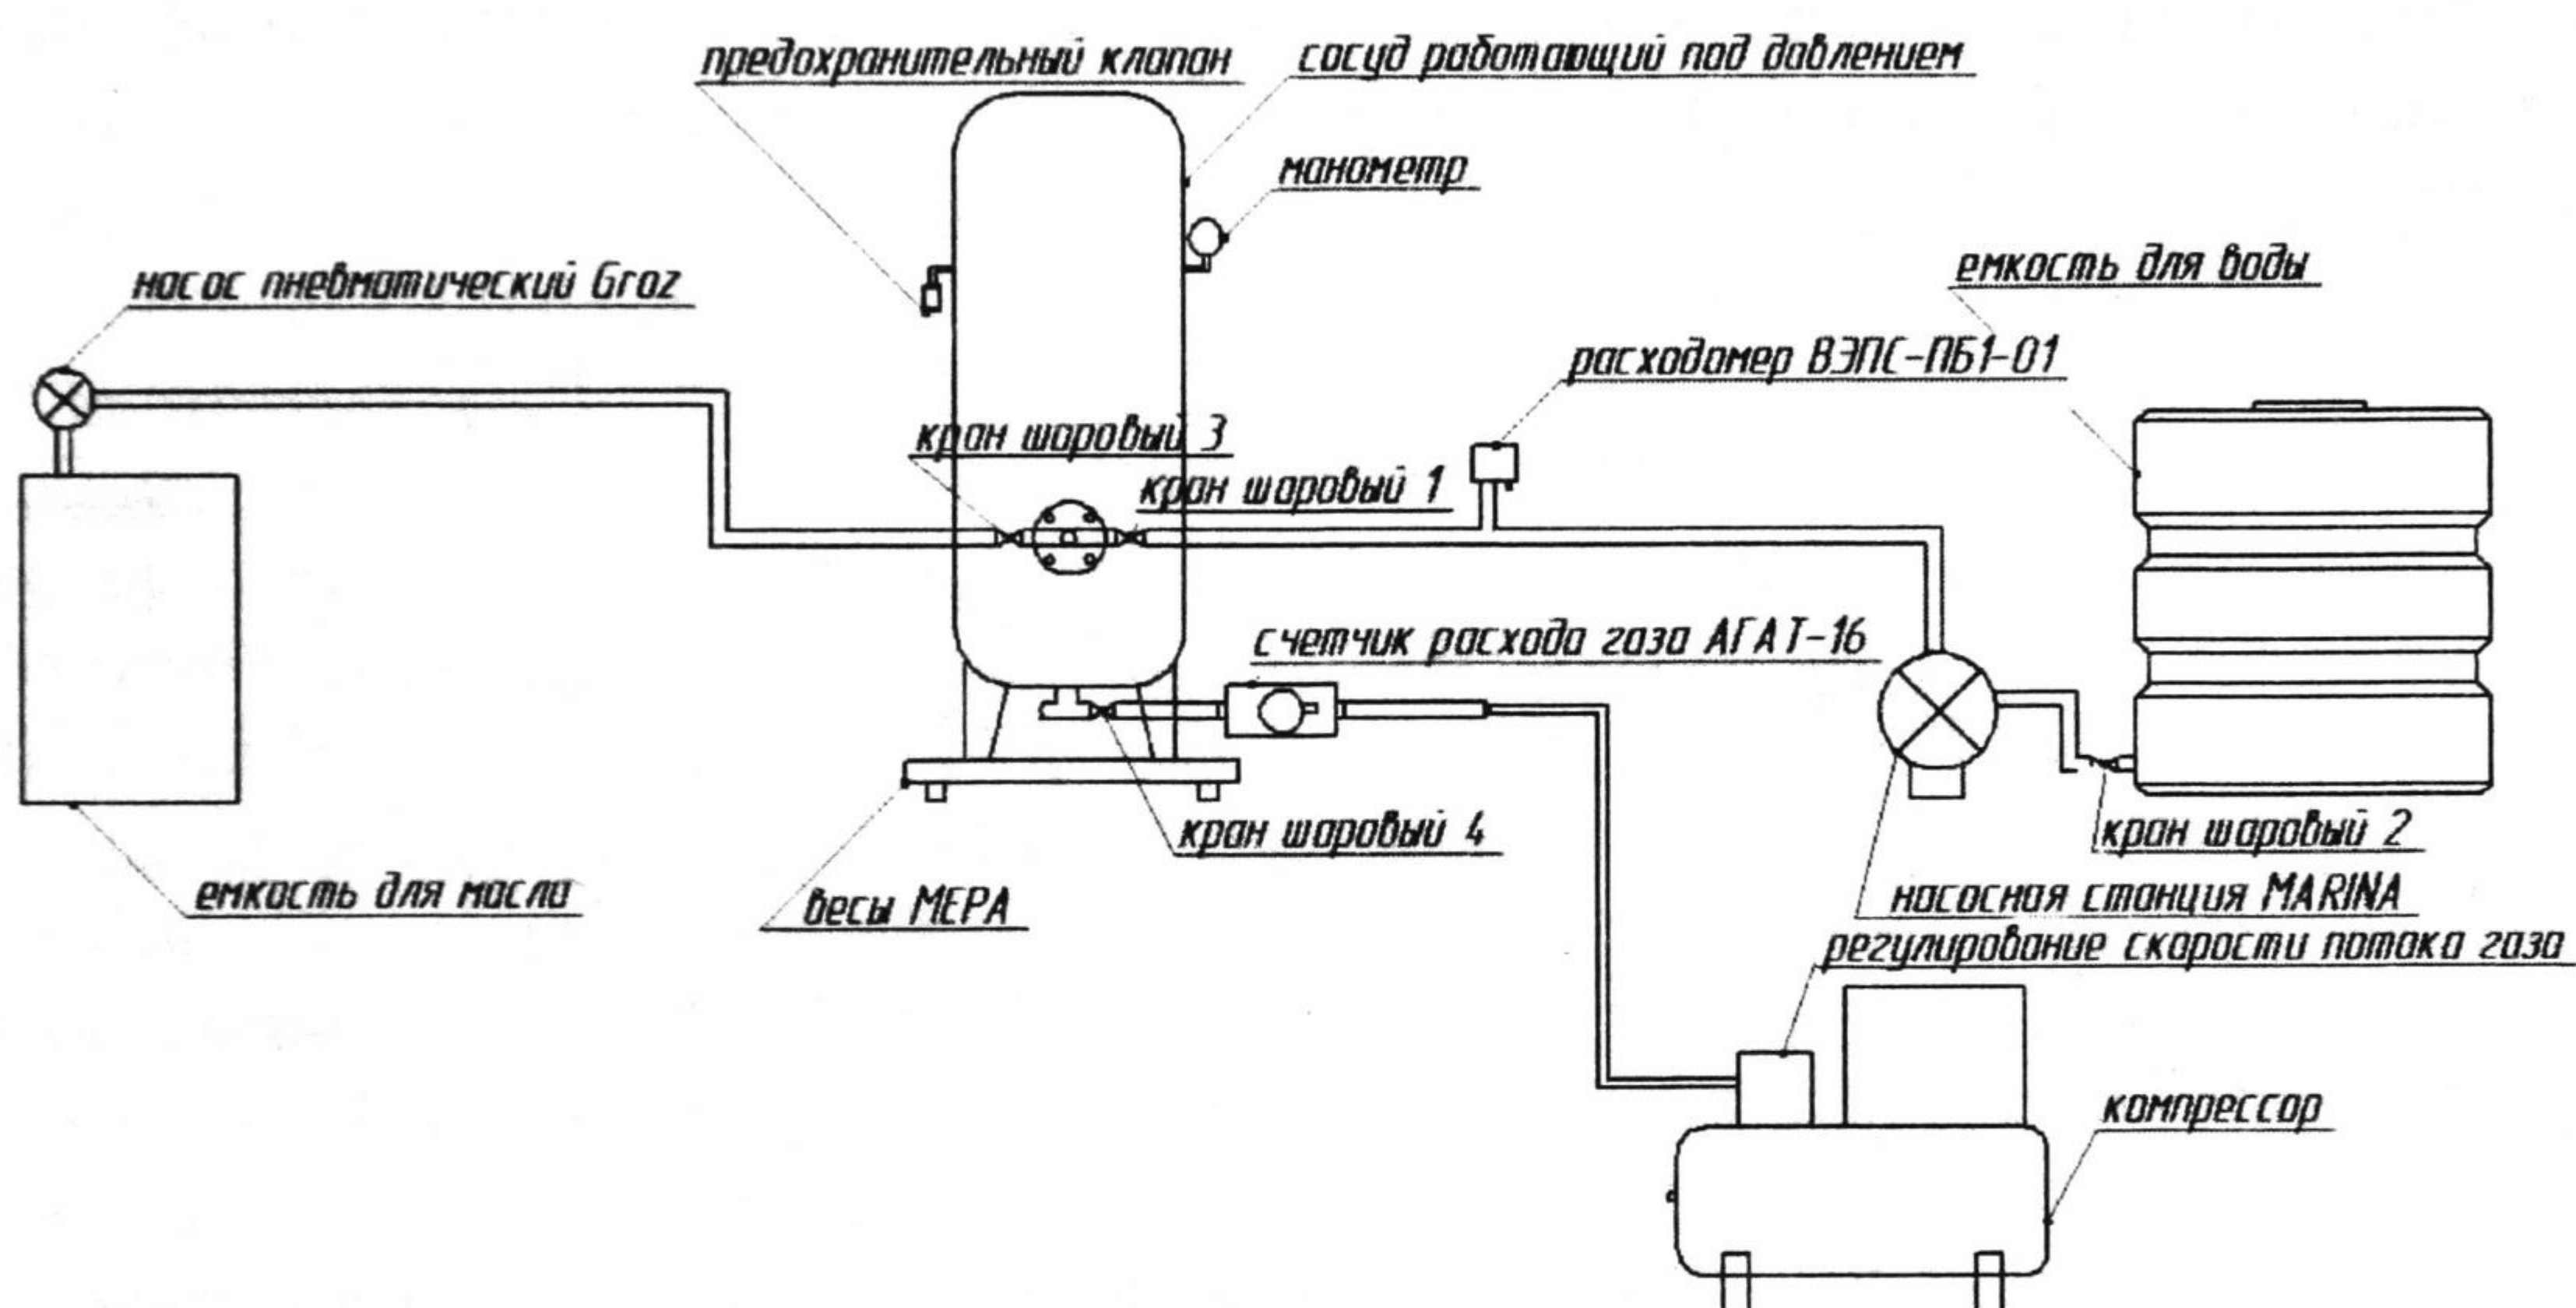 предохранительный клапан
сосуд работающий под давлением
манометр
насос пневматический Groz
емкость для воды
расходомер ВЭПС-ПБ1-01
кран шаровый 3
кран шаровый 1
счетчик расхода газа АГАТ-16
кран шаровый 4
кран шаровый 2
емкость для масла
весы МЕРА
насосная станция MARINA
регулирование скорости потока газа
компрессор